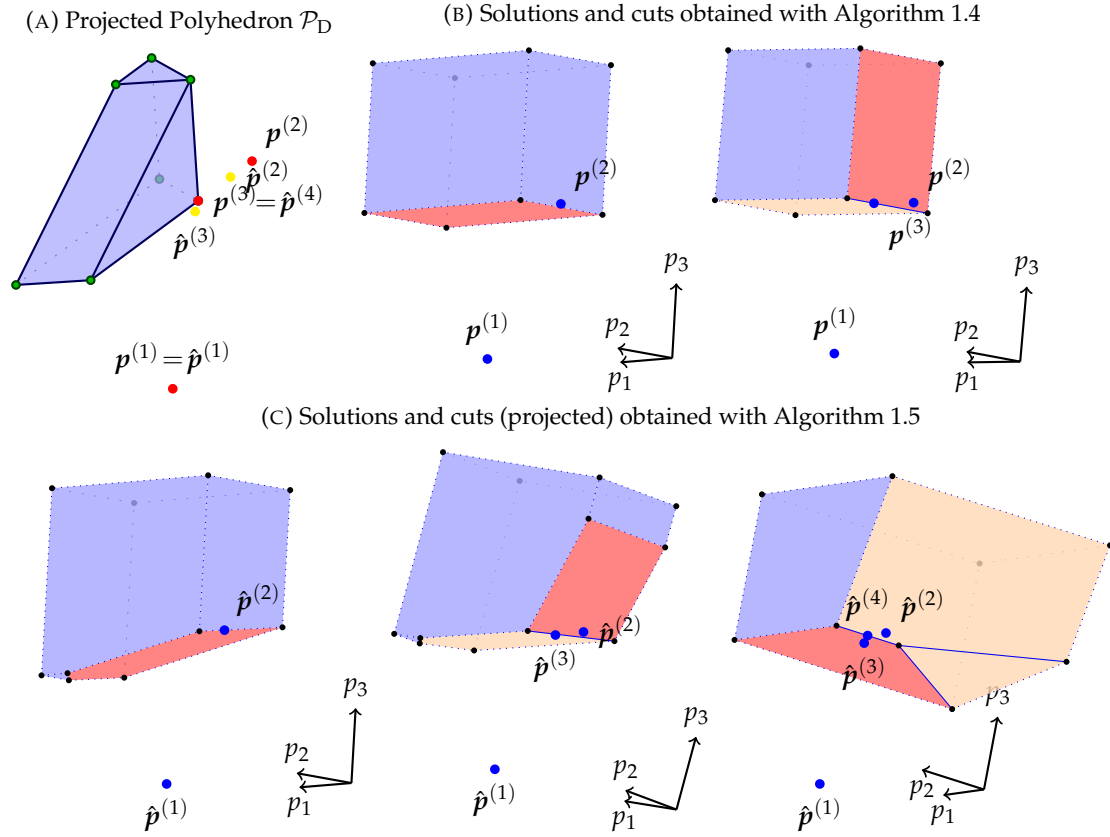 (A) Projected Polyhedron 𝒫_D
(B) Solutions and cuts obtained with Algorithm 1.4
p^(2)
p̂^(2)
p^(3) = p̂^(4)
p̂^(3)
p^(1) = p̂^(1)
p^(2)
p^(1)
p_3
p_2
p_1
p^(2)
p^(3)
p^(1)
p_3
p_2
p_1
(C) Solutions and cuts (projected) obtained with Algorithm 1.5
p̂^(2)
p_3
p_2
p_1
p̂^(1)
p̂^(2)
p̂^(3)
p_3
p_2
p_1
p̂^(1)
p̂^(4)
p̂^(2)
p̂^(3)
p_3
p_2
p_1
p̂^(1)